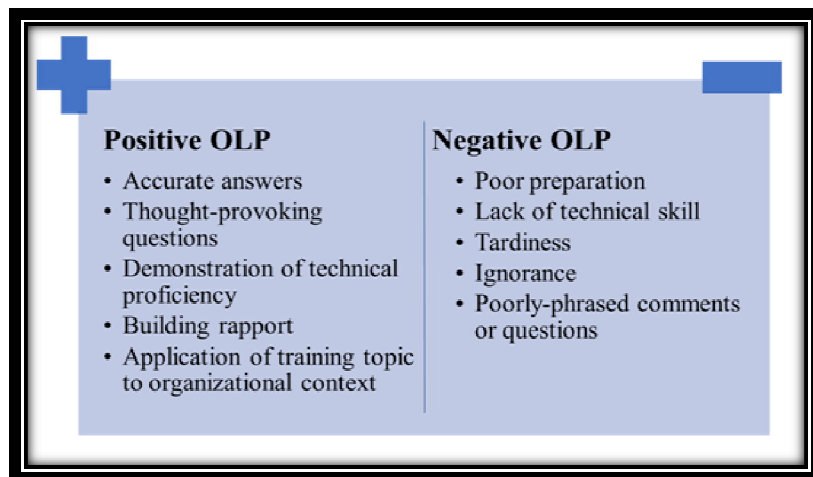 Positive OLP
• Accurate answers
• Thought-provoking
questions
• Demonstration of technical
proficiency
• Building rapport
• Application of training topic
to organizational context
Negative OLP
• Poor preparation
• Lack of technical skill
• Tardiness
• Ignorance
• Poorly-phrased comments
or questions